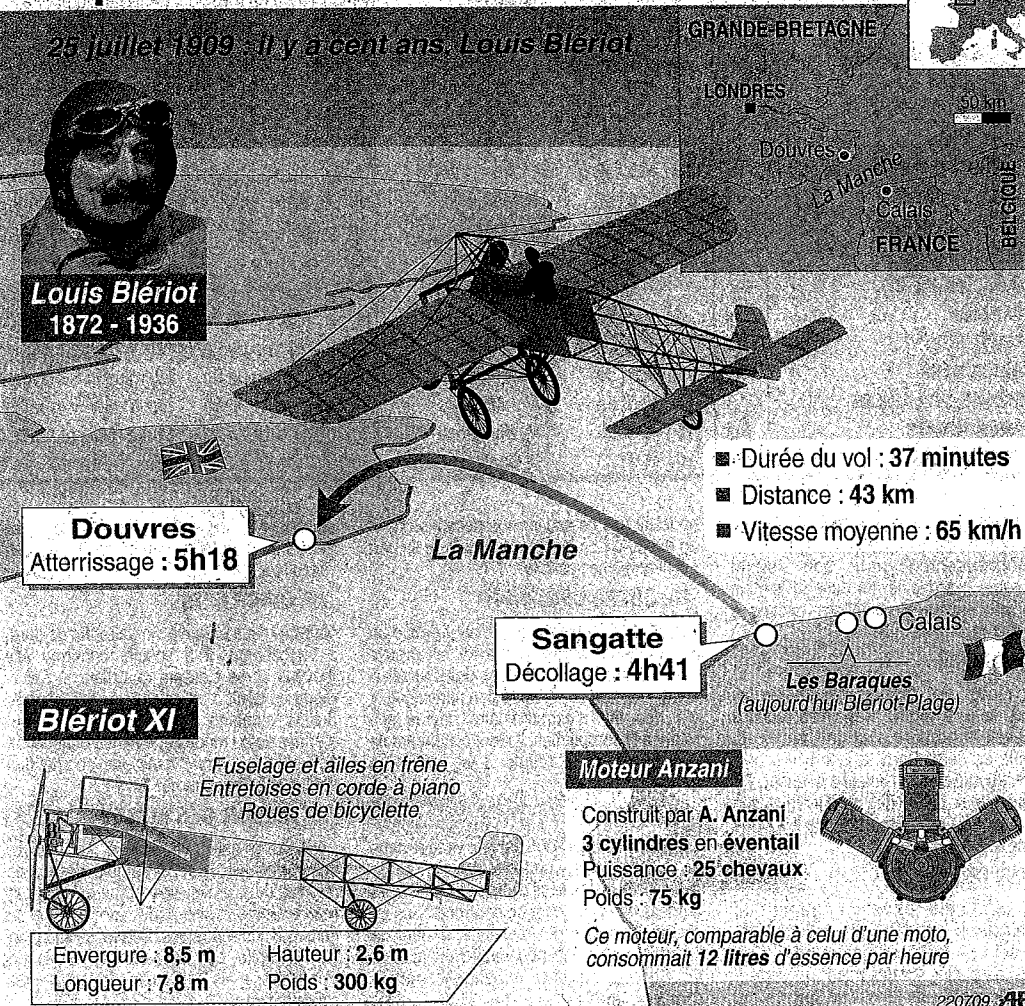 25 juillet 1909 : il y a cent ans, Louis Blériot
GRANDE-BRETAGNE
LONDRES
50 km
Douvres
La Manche
Calais
FRANCE
BELGIQUE
Louis Blériot
1872 - 1936
Durée du vol : 37 minutes
Distance : 43 km
Vitesse moyenne : 65 km/h
Douvres
Atterrissage : 5h18
La Manche
Sangatte
Décollage : 4h41
Calais
Les Baraques
(aujourd'hui Blériot-Plage)
Blériot XI
Fuselage et ailes en frêne
Entretoises en corde à piano
Roues de bicyclette
Envergure : 8,5 m
Longueur : 7,8 m
Hauteur : 2,6 m
Poids : 300 kg
Moteur Anzani
Construit par A. Anzani
3 cylindres en éventail
Puissance : 25 chevaux
Poids : 75 kg
Ce moteur, comparable à celui d'une moto,
consommait 12 litres d'essence par heure
220709